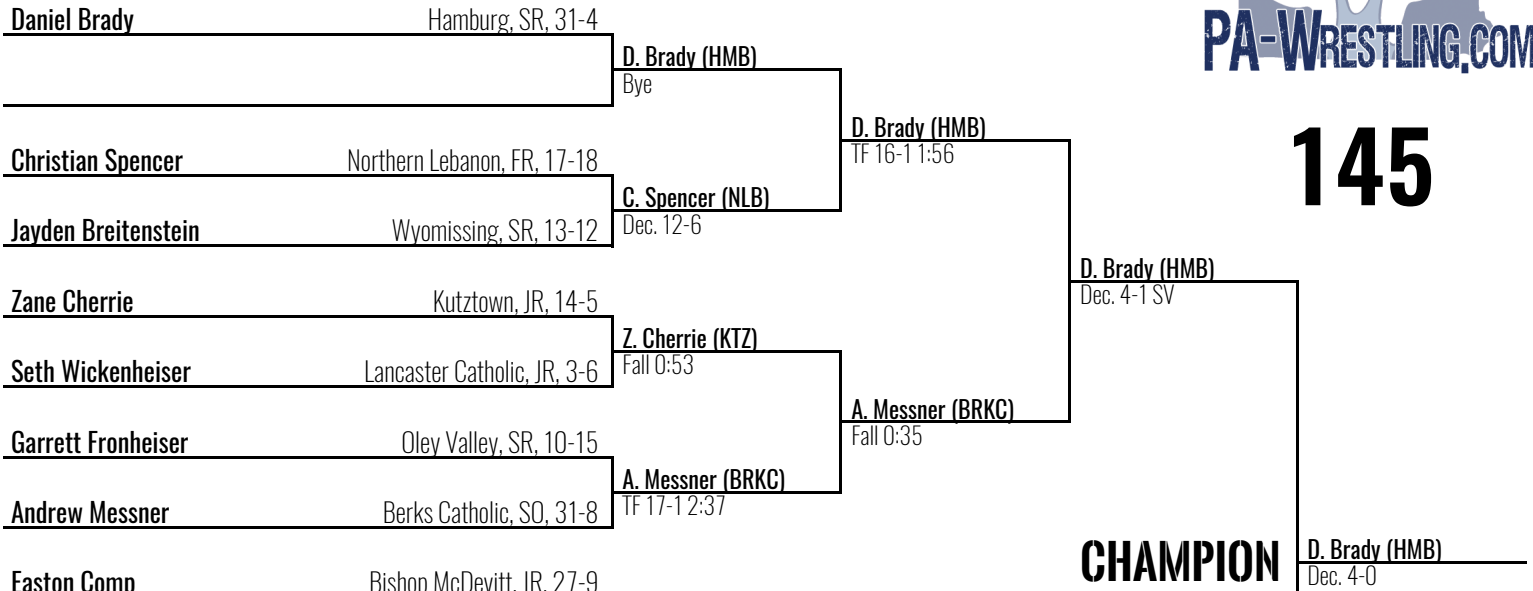 Daniel Brady Hamburg, SR, 31-4
PA-WRESTLING.COM
D. Brady (HMB)
Bye
D. Brady (HMB)
TF 16-1 1:56
145
Christian Spencer Northern Lebanon, FR, 17-18
C. Spencer (NLB)
Dec. 12-6
Jayden Breitenstein Wyomissing, SR, 13-12
D. Brady (HMB)
Dec. 4-1 SV
Zane Cherrie Kutztown, JR, 14-5
Z. Cherrie (KTZ)
Fall 0:53
Seth Wickenheiser Lancaster Catholic, JR, 3-6
A. Messner (BRKC)
Fall 0:35
Garrett Fronheiser Oley Valley, SR, 10-15
A. Messner (BRKC)
TF 17-1 2:37
Andrew Messner Berks Catholic, SO, 31-8
CHAMPION
D. Brady (HMB)
Dec. 4-0
Easton Comp Bishop McDevitt, JR, 27-9